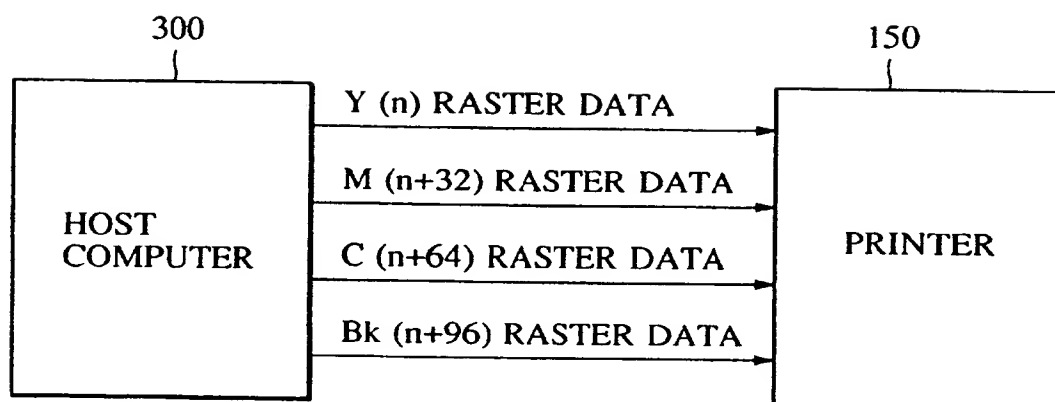 300
150
Y (n) RASTER DATA
M (n+32) RASTER DATA
HOST
COMPUTER
C (n+64) RASTER DATA
PRINTER
Bk (n+96) RASTER DATA